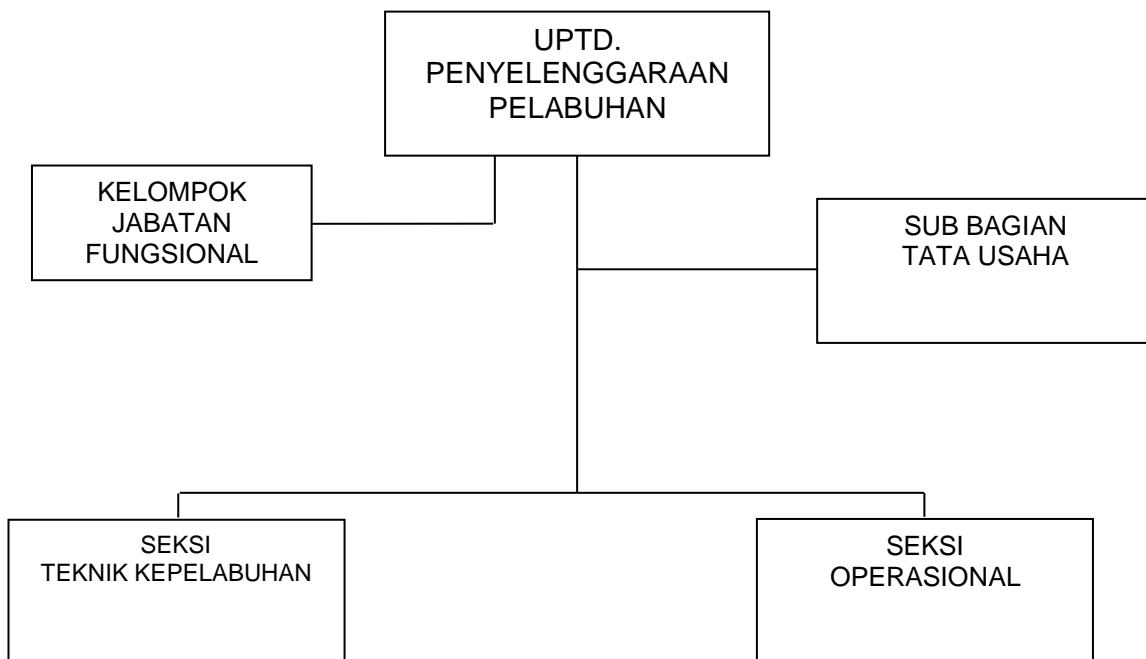 UPTD.
PENYELENGGARAAN
PELABUHAN
KELOMPOK
JABATAN
FUNGSIONAL
SUB BAGIAN
TATA USAHA
SEKSI
TEKNIK KEPELABUHAN
SEKSI
OPERASIONAL